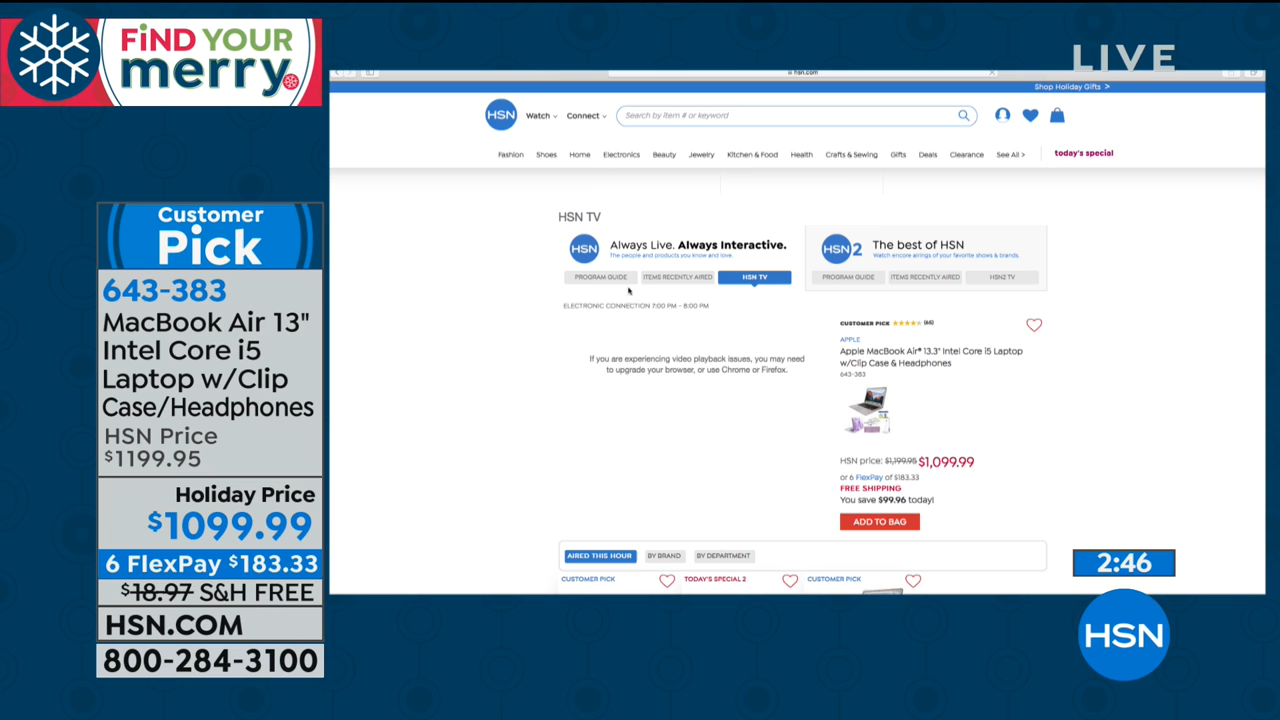 FiND YOUR
merry
LIVE
hsn.com
Shop Holiday Gifts >
HSN
Watch
Connect
Search by item # or keyword
Fashion
Shoes
Home
Electronics
Beauty
Jewelry
Kitchen & Food
Health
Crafts & Sewing
Gifts
Deals
Clearance
See All >
today's special
HSN TV
HSN
Always Live. Always Interactive.
The people and products you know and love.
PROGRAM GUIDE
ITEMS RECENTLY AIRED
HSN TV
HSN2
The best of HSN
Watch encore airings of your favorite shows & brands.
PROGRAM GUIDE
ITEMS RECENTLY AIRED
HSN2 TV
ELECTRONIC CONNECTION 7:00 PM - 8:00 PM
If you are experiencing video playback issues, you may need
to upgrade your browser, or use Chrome or Firefox.
CUSTOMER PICK
(65)
APPLE
Apple MacBook Air® 13.3" Intel Core i5 Laptop
w/Clip Case & Headphones
643-383
HSN price: $1,199.95 $1,099.99
or 6 FlexPay of $183.33
FREE SHIPPING
You save $99.96 today!
ADD TO BAG
AIRED THIS HOUR
BY BRAND
BY DEPARTMENT
CUSTOMER PICK
TODAY'S SPECIAL 2
CUSTOMER PICK
Customer
Pick
643-383
MacBook Air 13"
Intel Core i5
Laptop w/Clip
Case/Headphones
HSN Price
$1199.95
Holiday Price
$1099.99
6 FlexPay $183.33
$18.97 S&H FREE
HSN.COM
800-284-3100
2:46
HSN